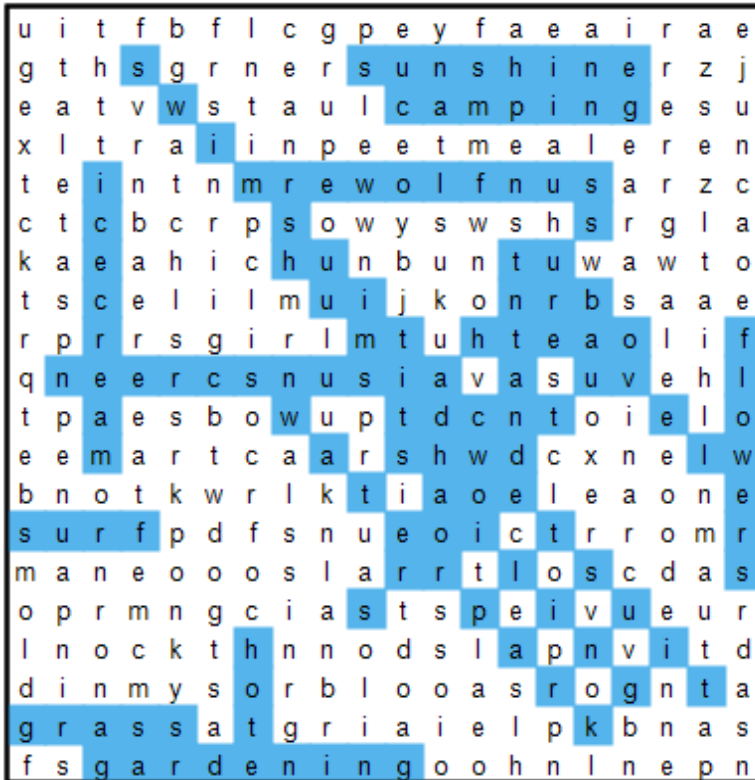 u i t f b f l c g p e y f a e a i r a e
g t h s g r n e r s u n s h i n e r z j
e a t v w s t a u l c a m p i n g e s u
x l t r a i i n p e e t m e a l e r e n
t e i n t n m r e w o l f n u s a r z c
c t c b c r p s o w y s w s h s r g l a
k a e a h i c h u n b u n t u w a w t o
t s c e l i l m u i j k o n r b s a a e
r p r r s g i r l m t u h t e a o l i f
q n e e r c s n u s i a v a s u v e h l
t p a e s b o w u p t d c n t o i e l o
e e m a r t c a a r s h w d c x n e l w
b n o t k w r l k t i a o e l e a o n e
s u r f p d f s n u e o i c t r r o m r
m a n e o o o s l a r r t l o s c d a s
o p r m n g c i a s t s p e i v u e u r
l n o c k t h n n o d s l a p n v i t d
d i n m y s o r b l o o a s r o g n t a
g r a s s a t g r i a i e l p k b n a s
f s g a r d e n i n g o o h n l n e p n